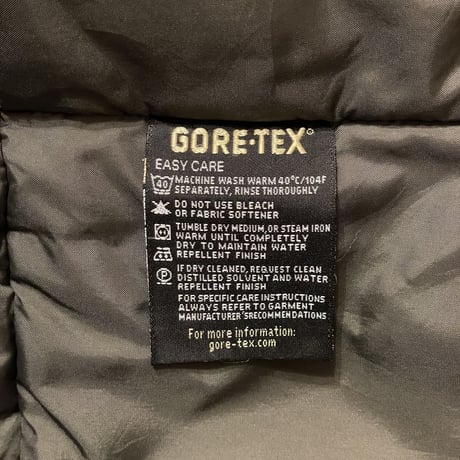 GORE-TEX®
EASY CARE
40 MACHINE WASH WARM 40°C/104F
SEPARATELY, RINSE THOROUGHLY
DO NOT USE BLEACH
OR FABRIC SOFTENER
TUMBLE DRY MEDIUM, OR STEAM IRON
WARM UNTIL COMPLETELY
DRY TO MAINTAIN WATER
REPELLENT FINISH
P IF DRY CLEANED, REQUEST CLEAN
DISTILLED SOLVENT AND WATER
REPELLENT FINISH
FOR SPECIFIC CARE INSTRUCTIONS
ALWAYS REFER TO GARMENT
MANUFACTURER'SRECOMMENDATIONS
For more information:
gore-tex.com